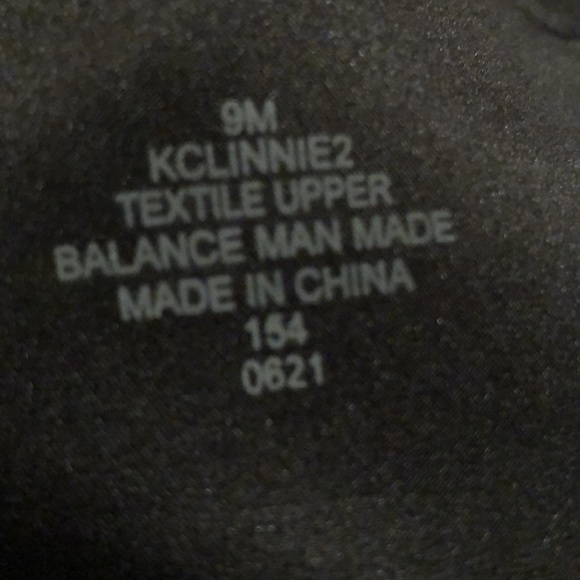 9M
KCLINNIE2
TEXTILE UPPER
BALANCE MAN MADE
MADE IN CHINA
154
0621